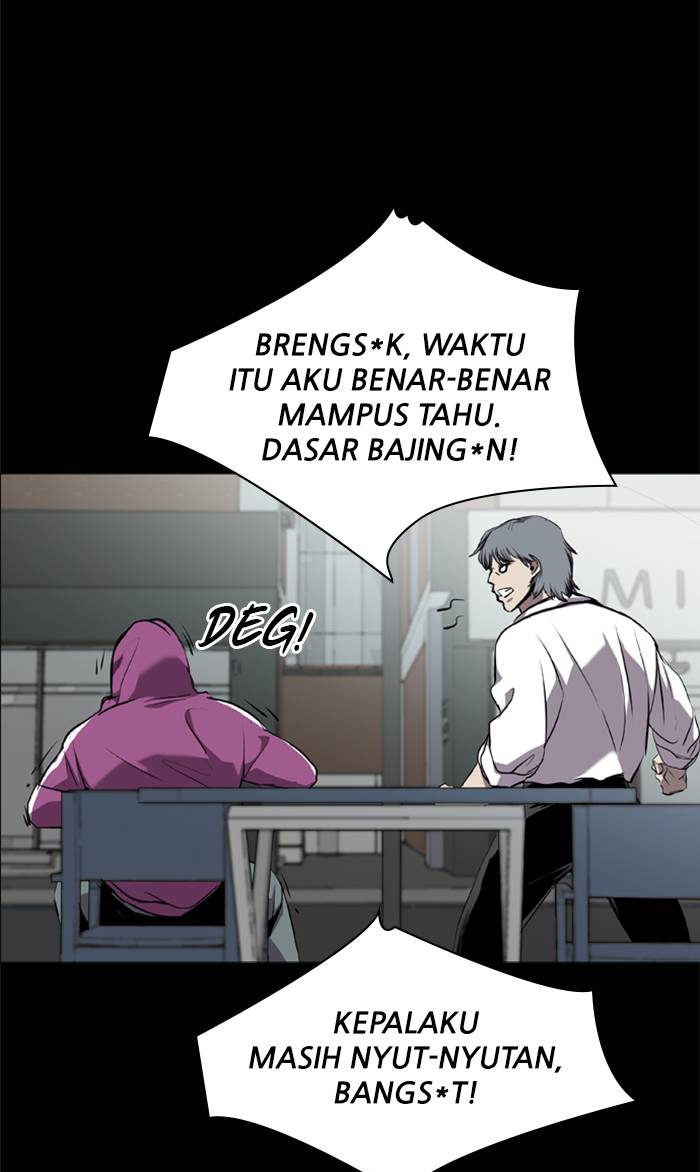 BRENGS*K, WAKTU
ITU AKU BENAR-BENAR
MAMPUS TAHU.
DASAR BAJING*N!
MI
DEG!
KEPALAKU
MASIH NYUT-NYUTAN,
BANGS*T!